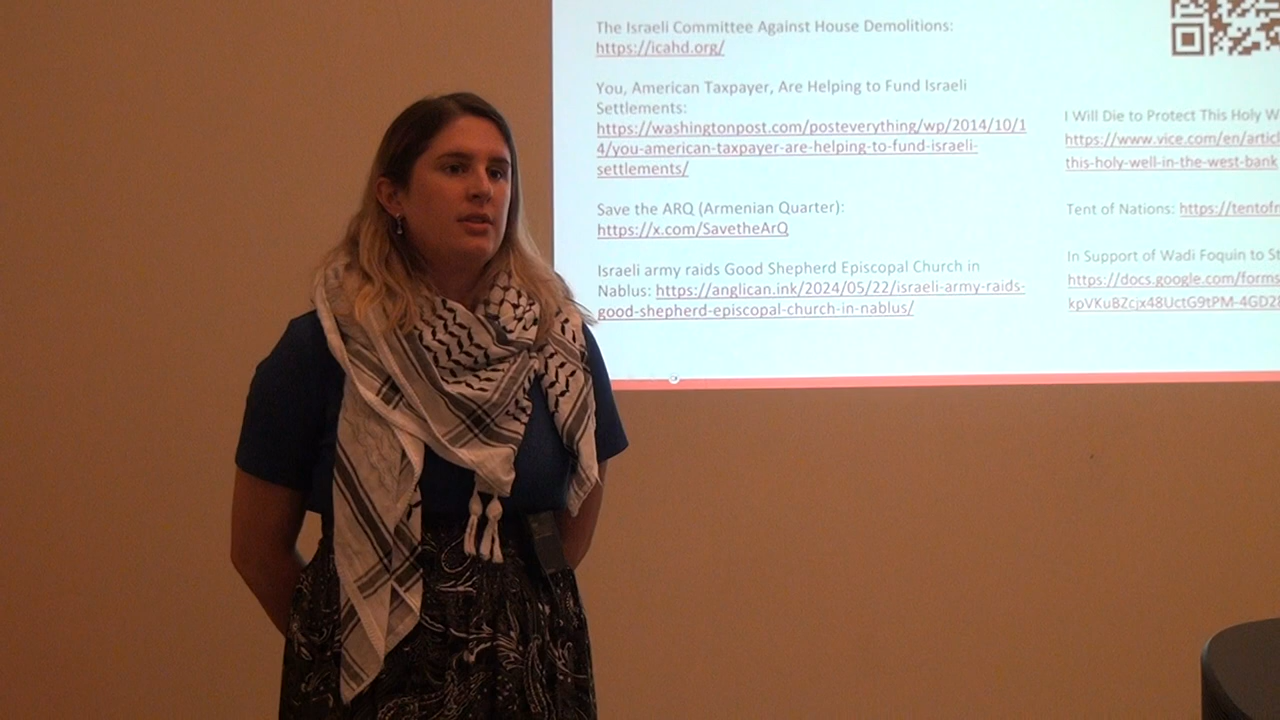 The Israeli Committee Against House Demolitions:
https://icahd.org/
You, American Taxpayer, Are Helping to Fund Israeli
Settlements:
https://washingtonpost.com/posteverything/wp/2014/10/1
4/you-american-taxpayer-are-helping-to-fund-israeli-
settlements/
Save the ARQ (Armenian Quarter):
https://x.com/SavetheArQ
Israeli army raids Good Shepherd Episcopal Church in
Nablus: https://anglican.ink/2024/05/22/israeli-army-raids-
good-shepherd-episcopal-church-in-nablus/
I Will Die to Protect This Holy W
https://www.vice.com/en/artic
this-holy-well-in-the-west-bank
Tent of Nations: https://tentofn
In Support of Wadi Foquin to St
https://docs.google.com/forms
kpVKuBZcjx48UctG9tPM-4GD2